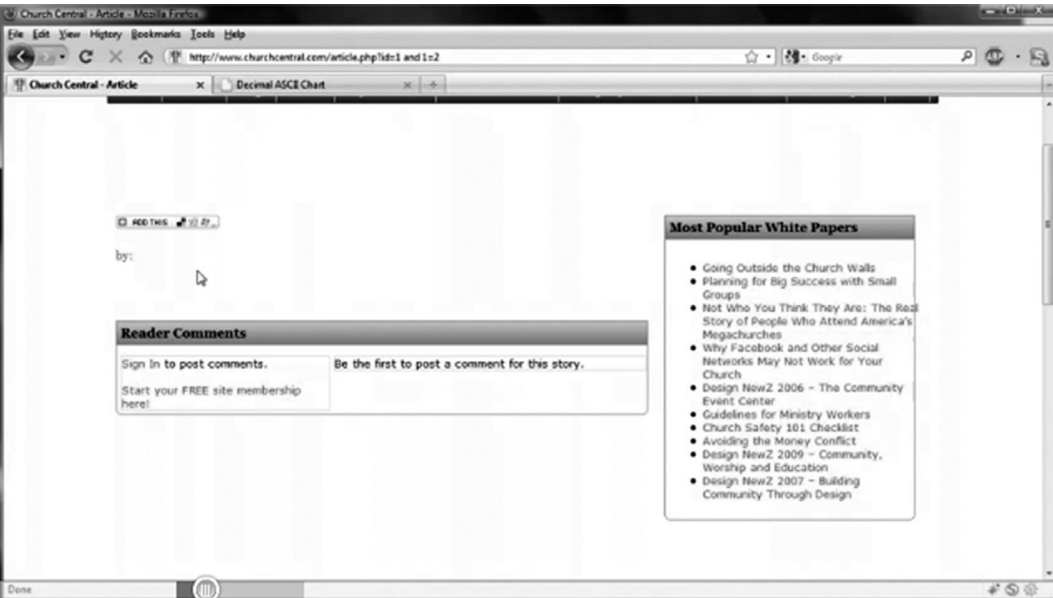 Church Central - Article - Mozilla Firefox
File Edit View History Bookmarks Tools Help
http://www.churchcentral.com/article.php?id=1 and 1=2
Google
Church Central - Article
Decimal ASCII Chart
ADD THIS
by:
Reader Comments
Sign In to post comments.
Start your FREE site membership
here!
Be the first to post a comment for this story.
Most Popular White Papers
Going Outside the Church Walls
Planning for Big Success with Small
Groups
Not Who You Think They Are: The Real
Story of People Who Attend America's
Megachurches
Why Facebook and Other Social
Networks May Not Work for Your
Church
Design NewZ 2006 - The Community
Event Center
Guidelines for Ministry Workers
Church Safety 101 Checklist
Avoiding the Money Conflict
Design NewZ 2009 - Community,
Worship and Education
Design NewZ 2007 - Building
Community Through Design
Done